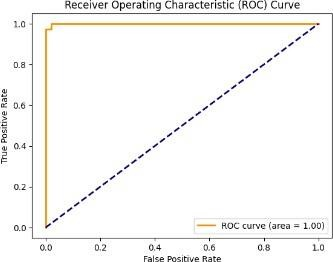 Receiver Operating Characteristic (ROC) Curve
1.0
0.8
0.6
0.4
0.2
0.0
True Positive Rate
ROC curve (area = 1.00)
0.0 0.2 0.4 0.6 0.8 1.0
False Positive Rate